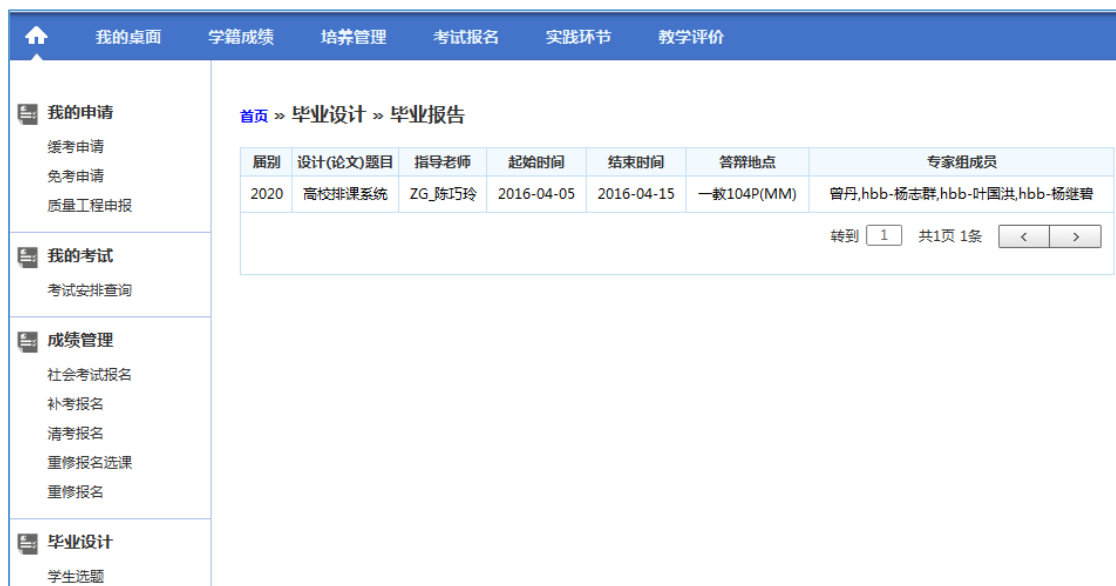 我的桌面 学籍成绩 培养管理 考试报名 实践环节 教学评价
我的申请
缓考申请
免考申请
质量工程申报
我的考试
考试安排查询
成绩管理
社会考试报名
补考报名
清考报名
重修报名选课
重修报名
毕业设计
学生选题
首页 » 毕业设计 » 毕业报告
届别 设计(论文)题目 指导老师 起始时间 结束时间 答辩地点 专家组成员
2020 高校排课系统 ZG_陈巧玲 2016-04-05 2016-04-15 一教104P(MM) 曾丹,hbb-杨志群,hbb-叶国洪,hbb-杨继碧
转到 1 共1页 1条 < >